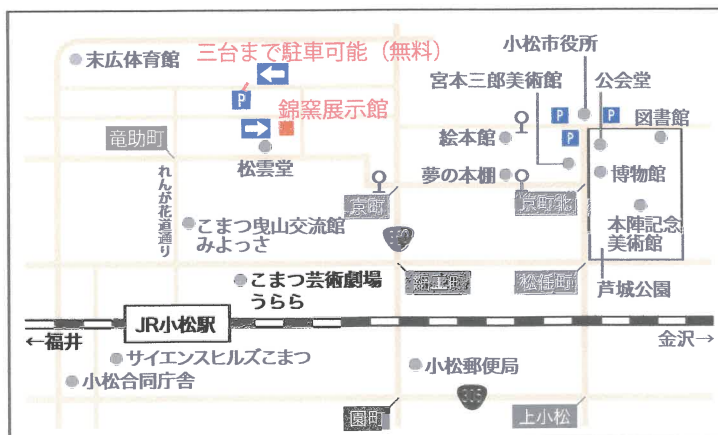 三台まで駐車可能（無料）
末広体育館
P
錦窯展示館
竜助町
松雲堂
れんが花道通り
こまつ曳山交流館
みよっさ
こまつ芸術劇場
うらら
小松市役所
宮本三郎美術館
公会堂
P
P
P
図書館
絵本館
夢の本棚
博物館
本陣記念
美術館
芦城公園
京町
京町北
松任町
JR小松駅
←福井
金沢→
サイエンスヒルズこまつ
小松合同庁舎
小松郵便局
305
園町
上小松